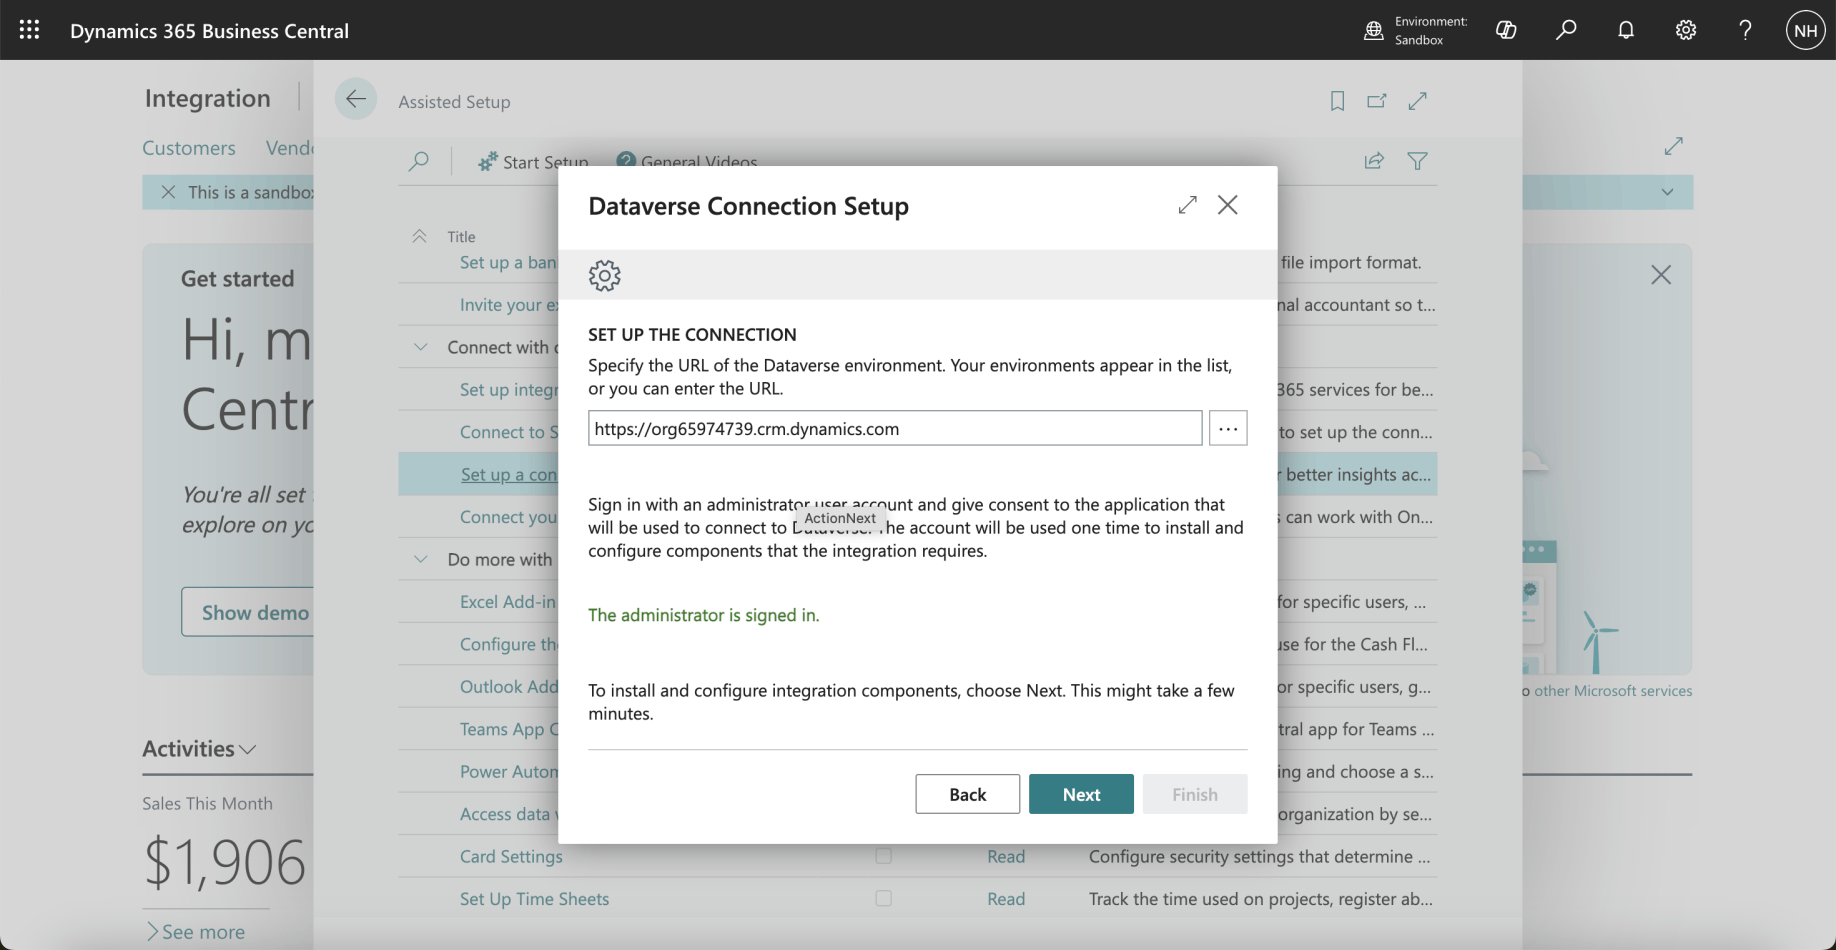 Dynamics 365 Business Central
Environment:
Sandbox
NH
Integration
Customers
Assisted Setup
Start Setup
General Videos
This is a sandbox
Title
Get started
Hi, m
Centr
You're all set
explore on yo
Show demo
Set up a ban
file import format.
Invite your ex
nal accountant so t...
Connect with o
Set up integr
365 services for be...
Connect to S
to set up the conn...
Set up a con
better insights ac...
Connect you
s can work with On...
Do more with
Excel Add-in
for specific users, ...
Configure the
use for the Cash Fl...
Outlook Add
or specific users, g...
Teams App C
tral app for Teams ...
Power Autom
ing and choose a s...
Access data
organization by se...
Card Settings
Read
Configure security settings that determine ...
Set Up Time Sheets
Read
Track the time used on projects, register ab...
Dataverse Connection Setup
SET UP THE CONNECTION
Specify the URL of the Dataverse environment. Your environments appear in the list,
or you can enter the URL.
https://org65974739.crm.dynamics.com
Sign in with an administrator user account and give consent to the application that
ActionNext
will be used to connect to Dataverse. The account will be used one time to install and
configure components that the integration requires.
The administrator is signed in.
To install and configure integration components, choose Next. This might take a few
minutes.
Back
Next
Finish
o other Microsoft services
Activities
Sales This Month
$1,906
See more